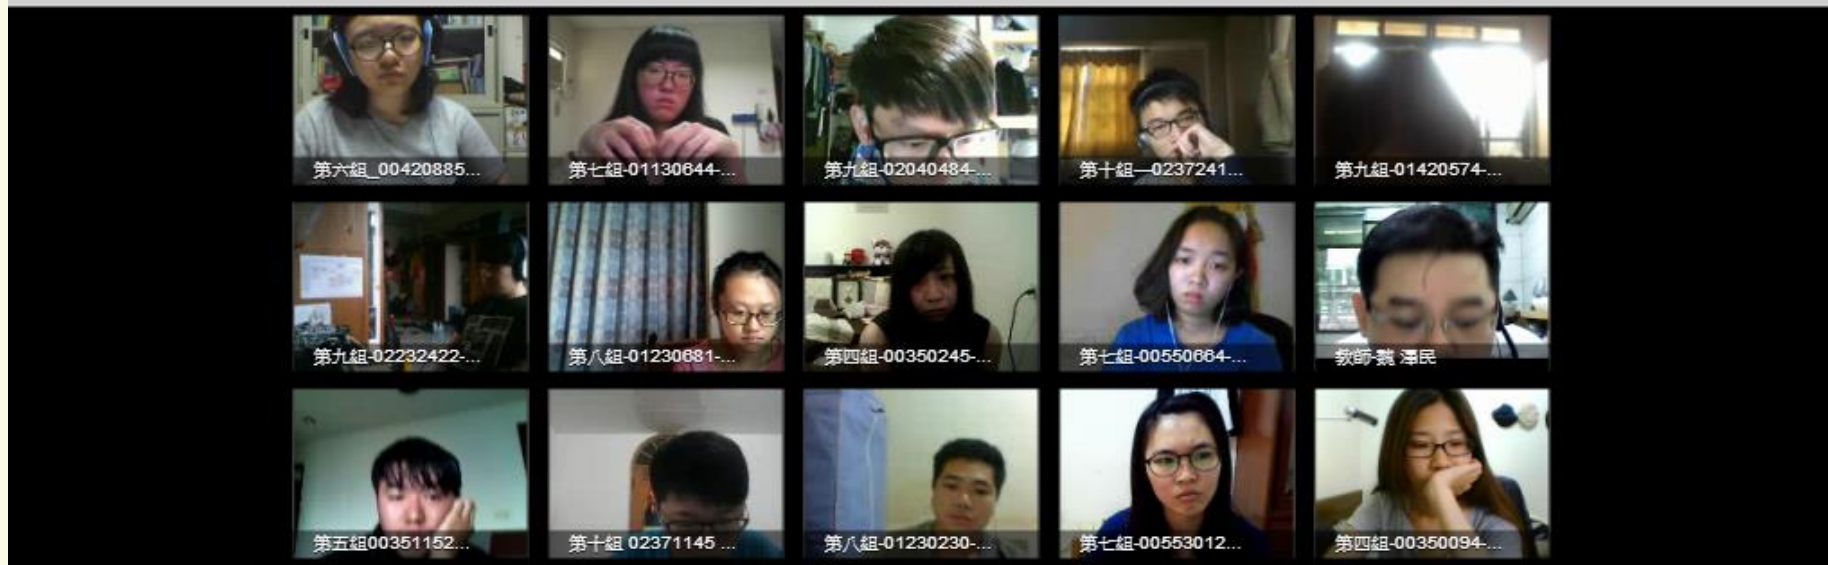 第六組_00420885...
第七組-01130644-...
第九組-02040484-...
第十組—0237241...
第九組-01420574-...
第九組-02232422-...
第八組-01230681-...
第四組-00350245-...
第七組-00550664-...
教師-魏 澤民
第五組00351152...
第十組 02371145 ...
第八組-01230230-...
第七組-00553012...
第四組-00350094-...